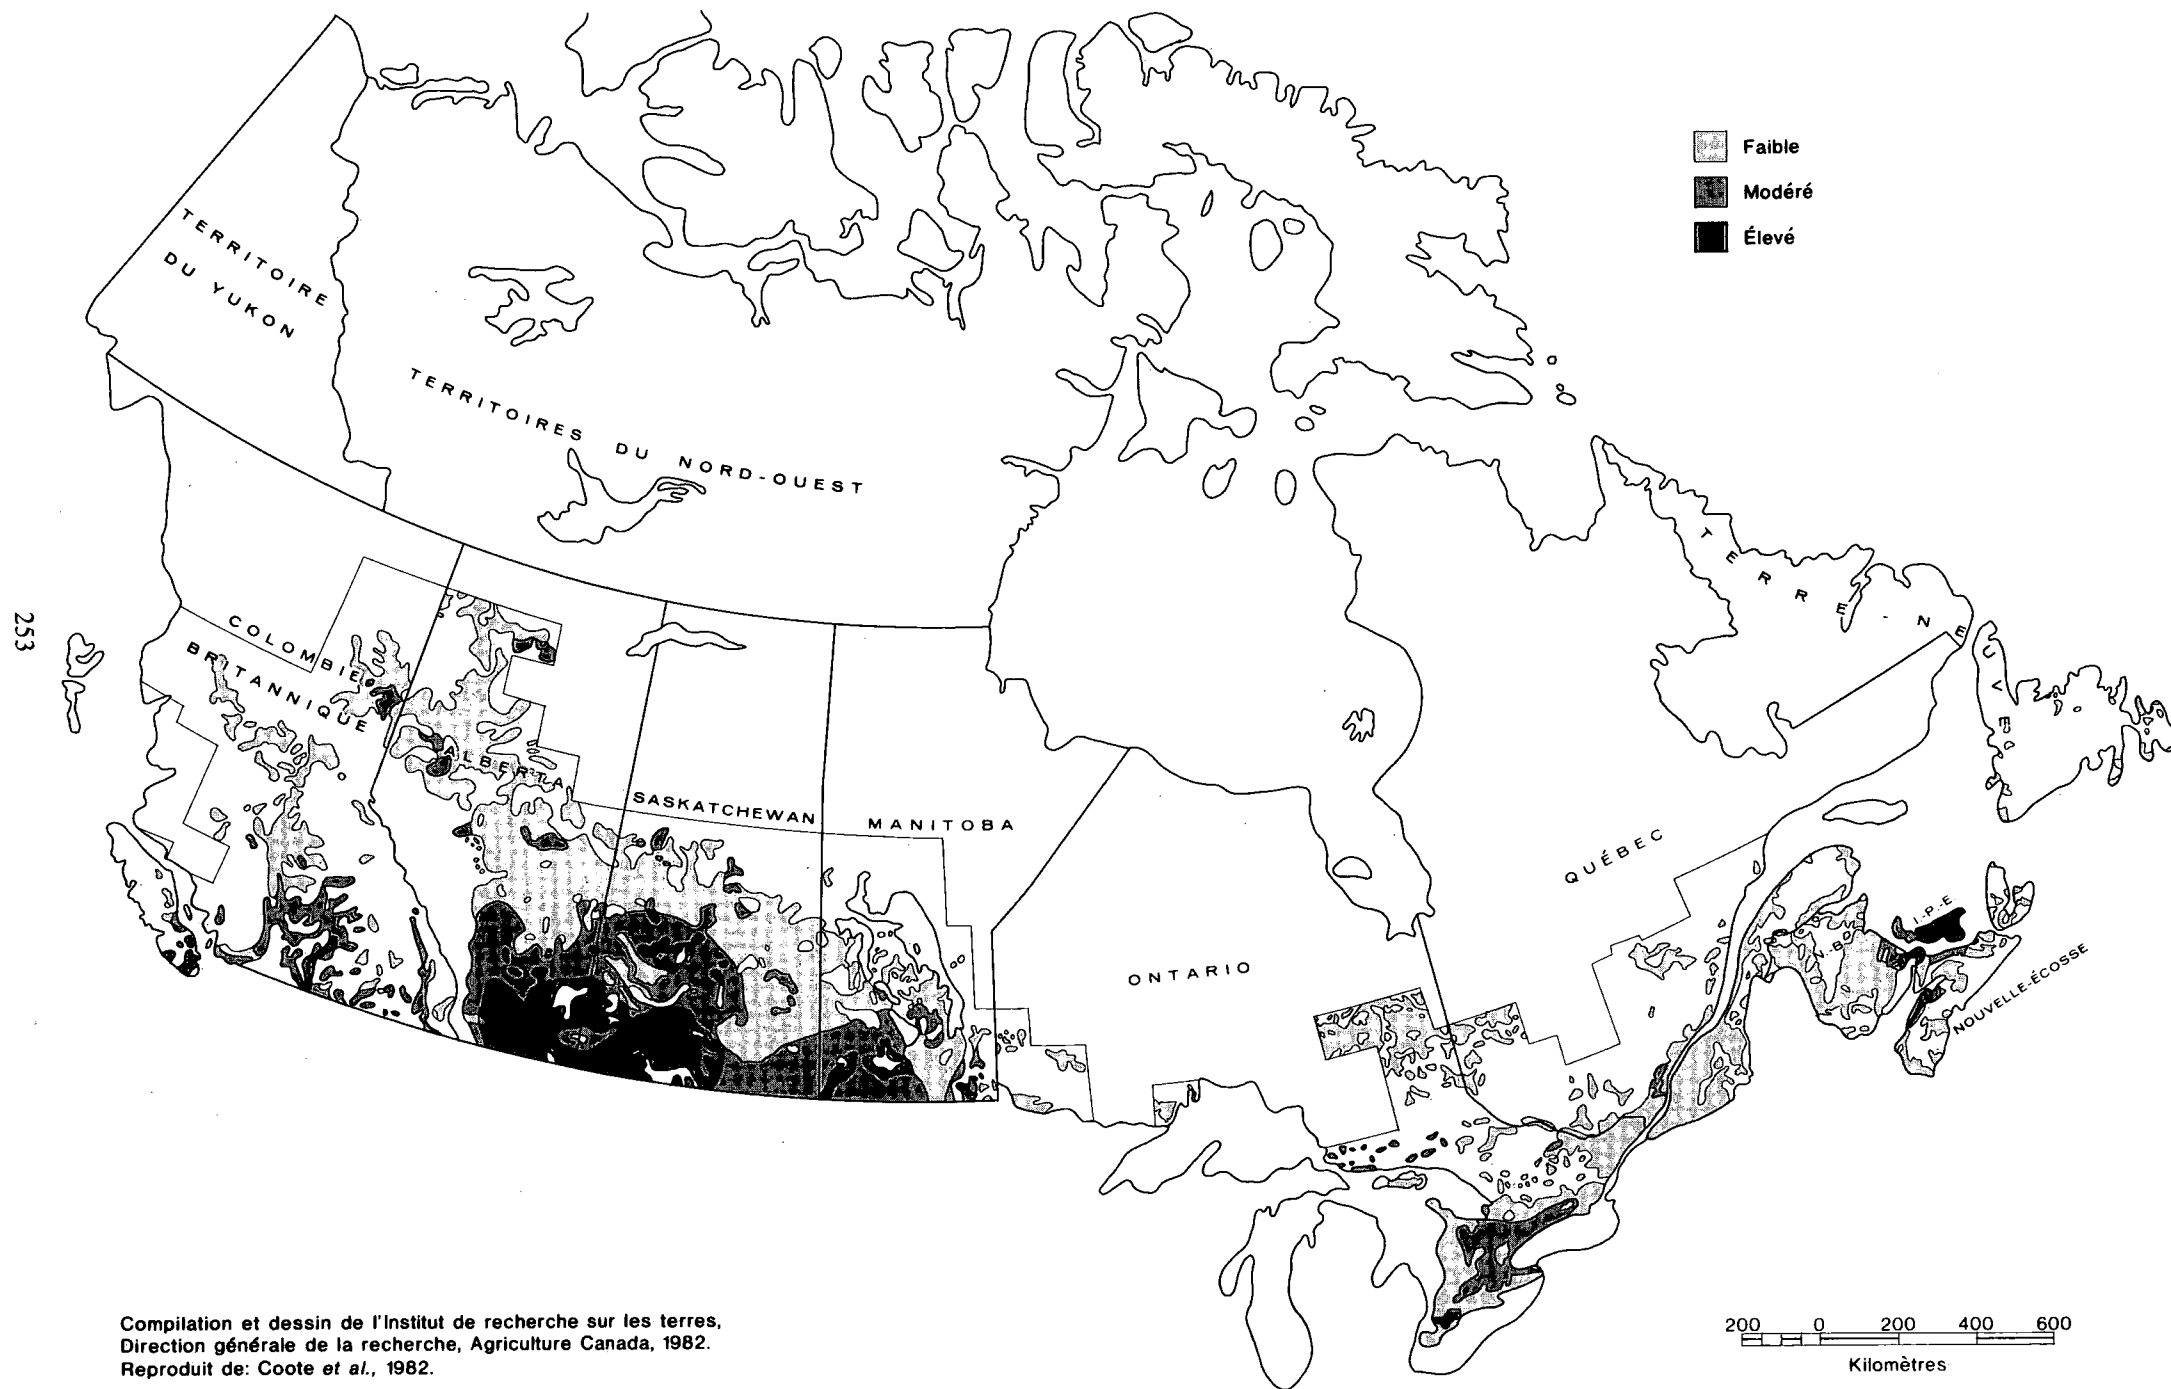 Faible
Modéré
Élevé
TERRITOIRE
DU YUKON
TERRITOIRES DU NORD-OUEST
TERRE-NEUVE
COLOMBIE
BRITANNIQUE
ALBERTA
SASKATCHEWAN
MANITOBA
QUÉBEC
ONTARIO
I.-P.-E
N.-B.
NOUVELLE-ÉCOSSE
253
Compilation et dessin de l'Institut de recherche sur les terres,
Direction générale de la recherche, Agriculture Canada, 1982.
Reproduit de: Coote et al., 1982.
200 0 200 400 600
Kilomètres